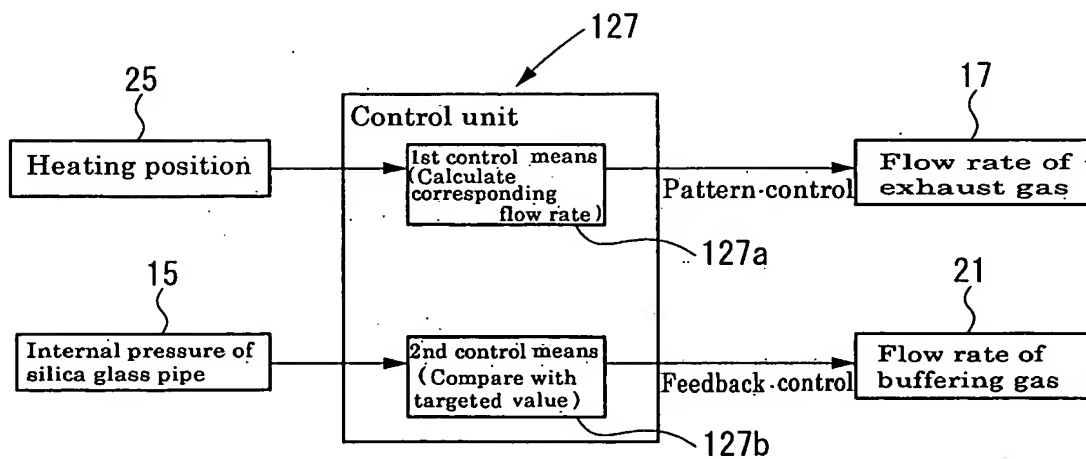 127
25
17
Control unit
Heating position
1st control means
(Calculate
corresponding
flow rate)
Pattern·control
Flow rate of
exhaust gas
127a
15
21
Internal pressure of
silica glass pipe
2nd control means
(Compare with
targeted value)
Feedback·control
Flow rate of
buffering gas
127b